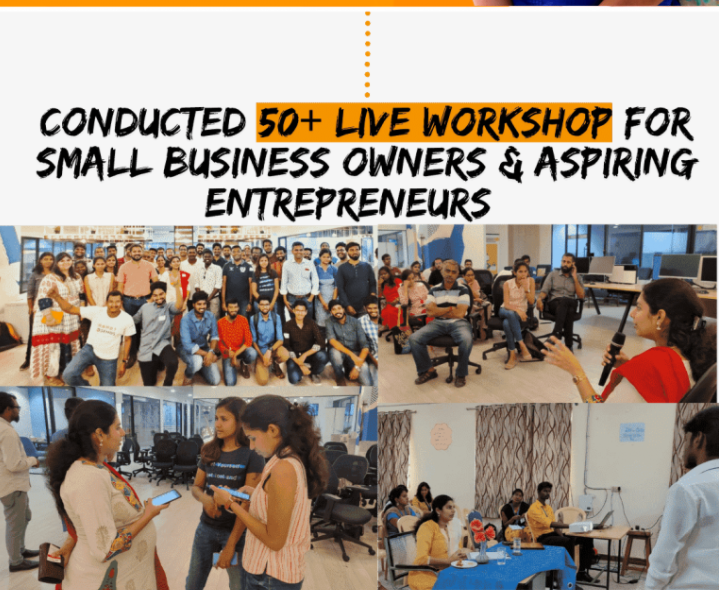 CONDUCTED 50+ LIVE WORKSHOP FOR
SMALL BUSINESS OWNERS & ASPIRING
ENTREPRENEURS